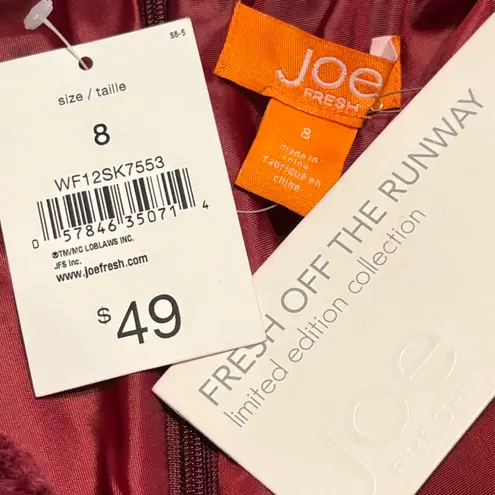 S6-5
size / taille
8
WF12SK7553
0 57846 35071 4
®TM/MC LOBLAWS INC.
JFS Inc.
www.joefresh.com
$49
Joe
FRESH
8
made in
china
fabriqué en
chine
FRESH OFF THE RUNWAY
limited edition collection
Joe
FRESH